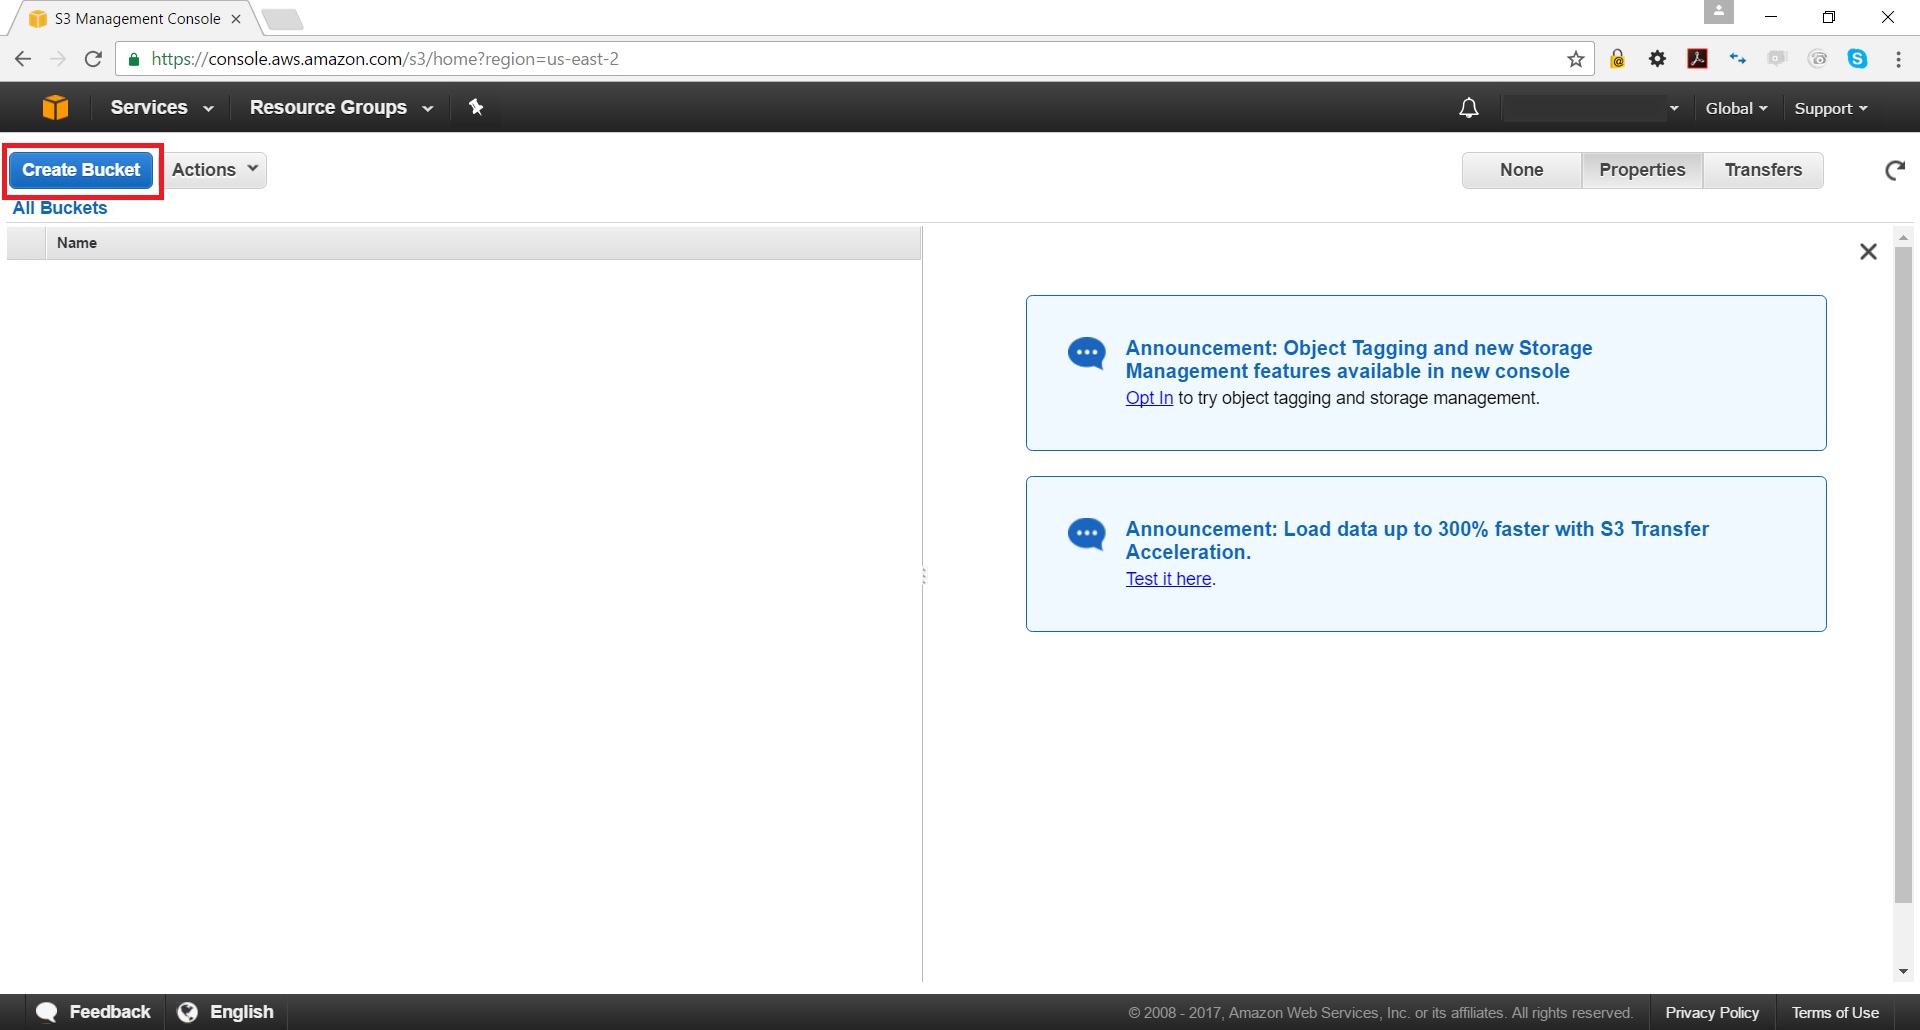 S3 Management Console
https://console.aws.amazon.com/s3/home?region=us-east-2
Services Resource Groups Global Support
Create Bucket Actions None Properties Transfers
All Buckets
Name
Announcement: Object Tagging and new Storage
Management features available in new console
Opt In to try object tagging and storage management.
Announcement: Load data up to 300% faster with S3 Transfer
Acceleration.
Test it here.
Feedback English © 2008 - 2017, Amazon Web Services, Inc. or its affiliates. All rights reserved. Privacy Policy Terms of Use